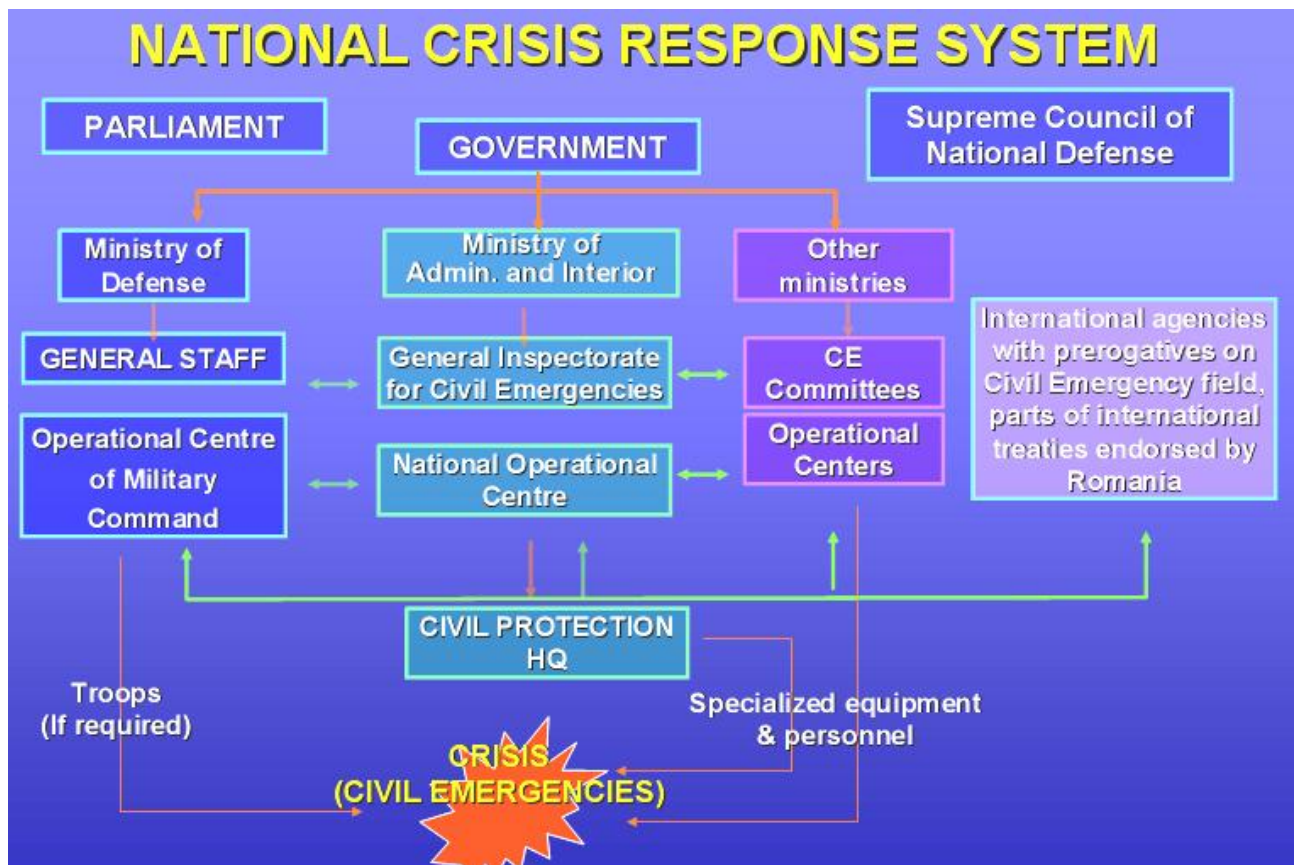 NATIONAL CRISIS RESPONSE SYSTEM
PARLIAMENT
GOVERNMENT
Supreme Council of
National Defense
Ministry of
Defense
Ministry of
Admin. and Interior
Other
ministries
GENERAL STAFF
General Inspectorate
for Civil Emergencies
CE
Committees
International agencies
with prerogatives on
Civil Emergency field,
parts of international
treaties endorsed by
Romania
Operational Centre
of Military
Command
National Operational
Centre
Operational
Centers
CIVIL PROTECTION
HQ
Troops
(If required)
Specialized equipment
& personnel
CRISIS
(CIVIL EMERGENCIES)